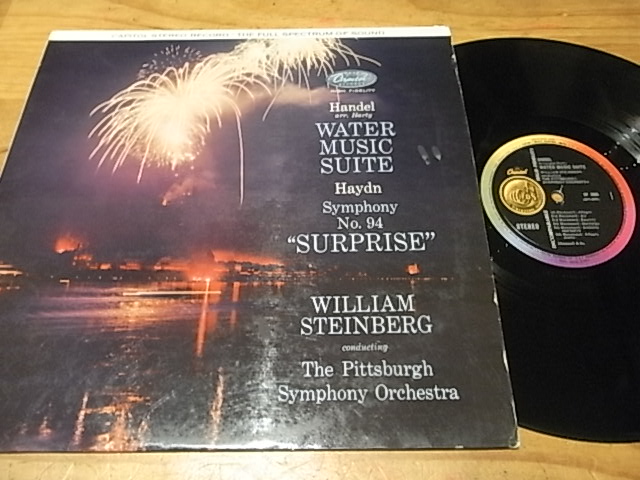 CAPITOL STEREO RECORD · THE FULL SPECTRUM OF SOUND
Capitol
HIGH FIDELITY
Handel
arr. Harty
WATER
MUSIC
SUITE
Haydn
Symphony
No. 94
“SURPRISE”
WILLIAM
STEINBERG
conducting
The Pittsburgh
Symphony Orchestra
Capitol
STEREO
WATER MUSIC SUITE